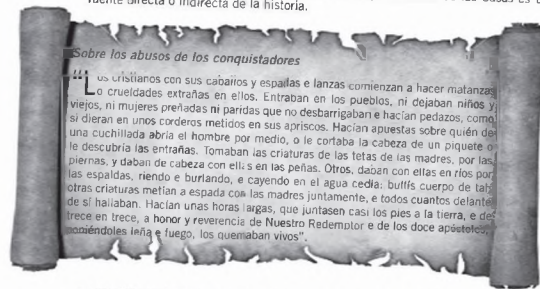 fuente directa o indirecta de la historia.
Sobre los abusos de los conquistadores
"Los cristianos con sus caballos y espadas e lanzas comienzan a hacer matanzas
o crueldades extrañas en ellos. Entraban en los pueblos, ni dejaban niños y
viejos, ni mujeres preñadas ni paridas que no desbarrigaban e hacían pedazos, como
si dieran en unos corderos metidos en sus apriscos. Hacían apuestas sobre quién de
una cuchillada abría el hombre por medio, o le cortaba la cabeza de un piquete o
le descubría las entrañas. Tomaban las criaturas de las tetas de las madres, por las
piernas, y daban de cabeza con ellas en las peñas. Otros, daban con ellas en ríos por
las espaldas, riendo e burlando, e cayendo en el agua cedía: bullís cuerpo de tal;
otras criaturas metían a espada con las madres juntamente, e todos cuantos delante
de sí hallaban. Hacían unas horas largas, que juntasen casi los pies a la tierra, e de
trece en trece, a honor y reverencia de Nuestro Redemptor e de los doce apóstoles,
poniéndoles leña e fuego, los quemaban vivos".